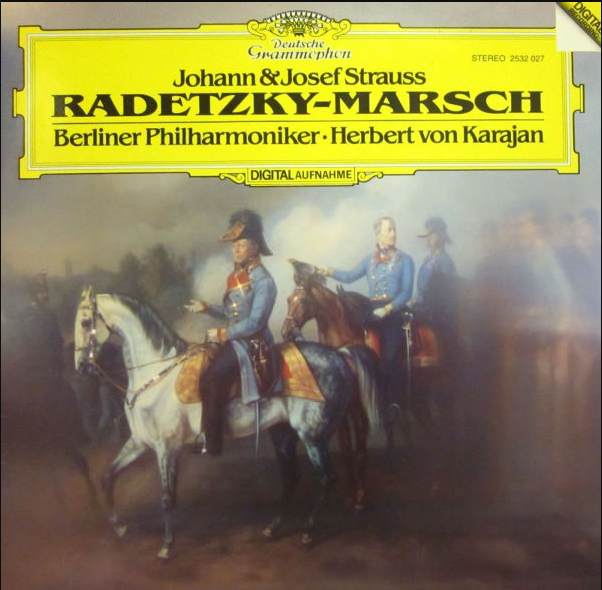 Deutsche
Grammophon
STEREO 2532 027
Johann & Josef Strauss
RADETZKY-MARSCH
Berliner Philharmoniker · Herbert von Karajan
DIGITAL AUFNAHME
DIGITAL